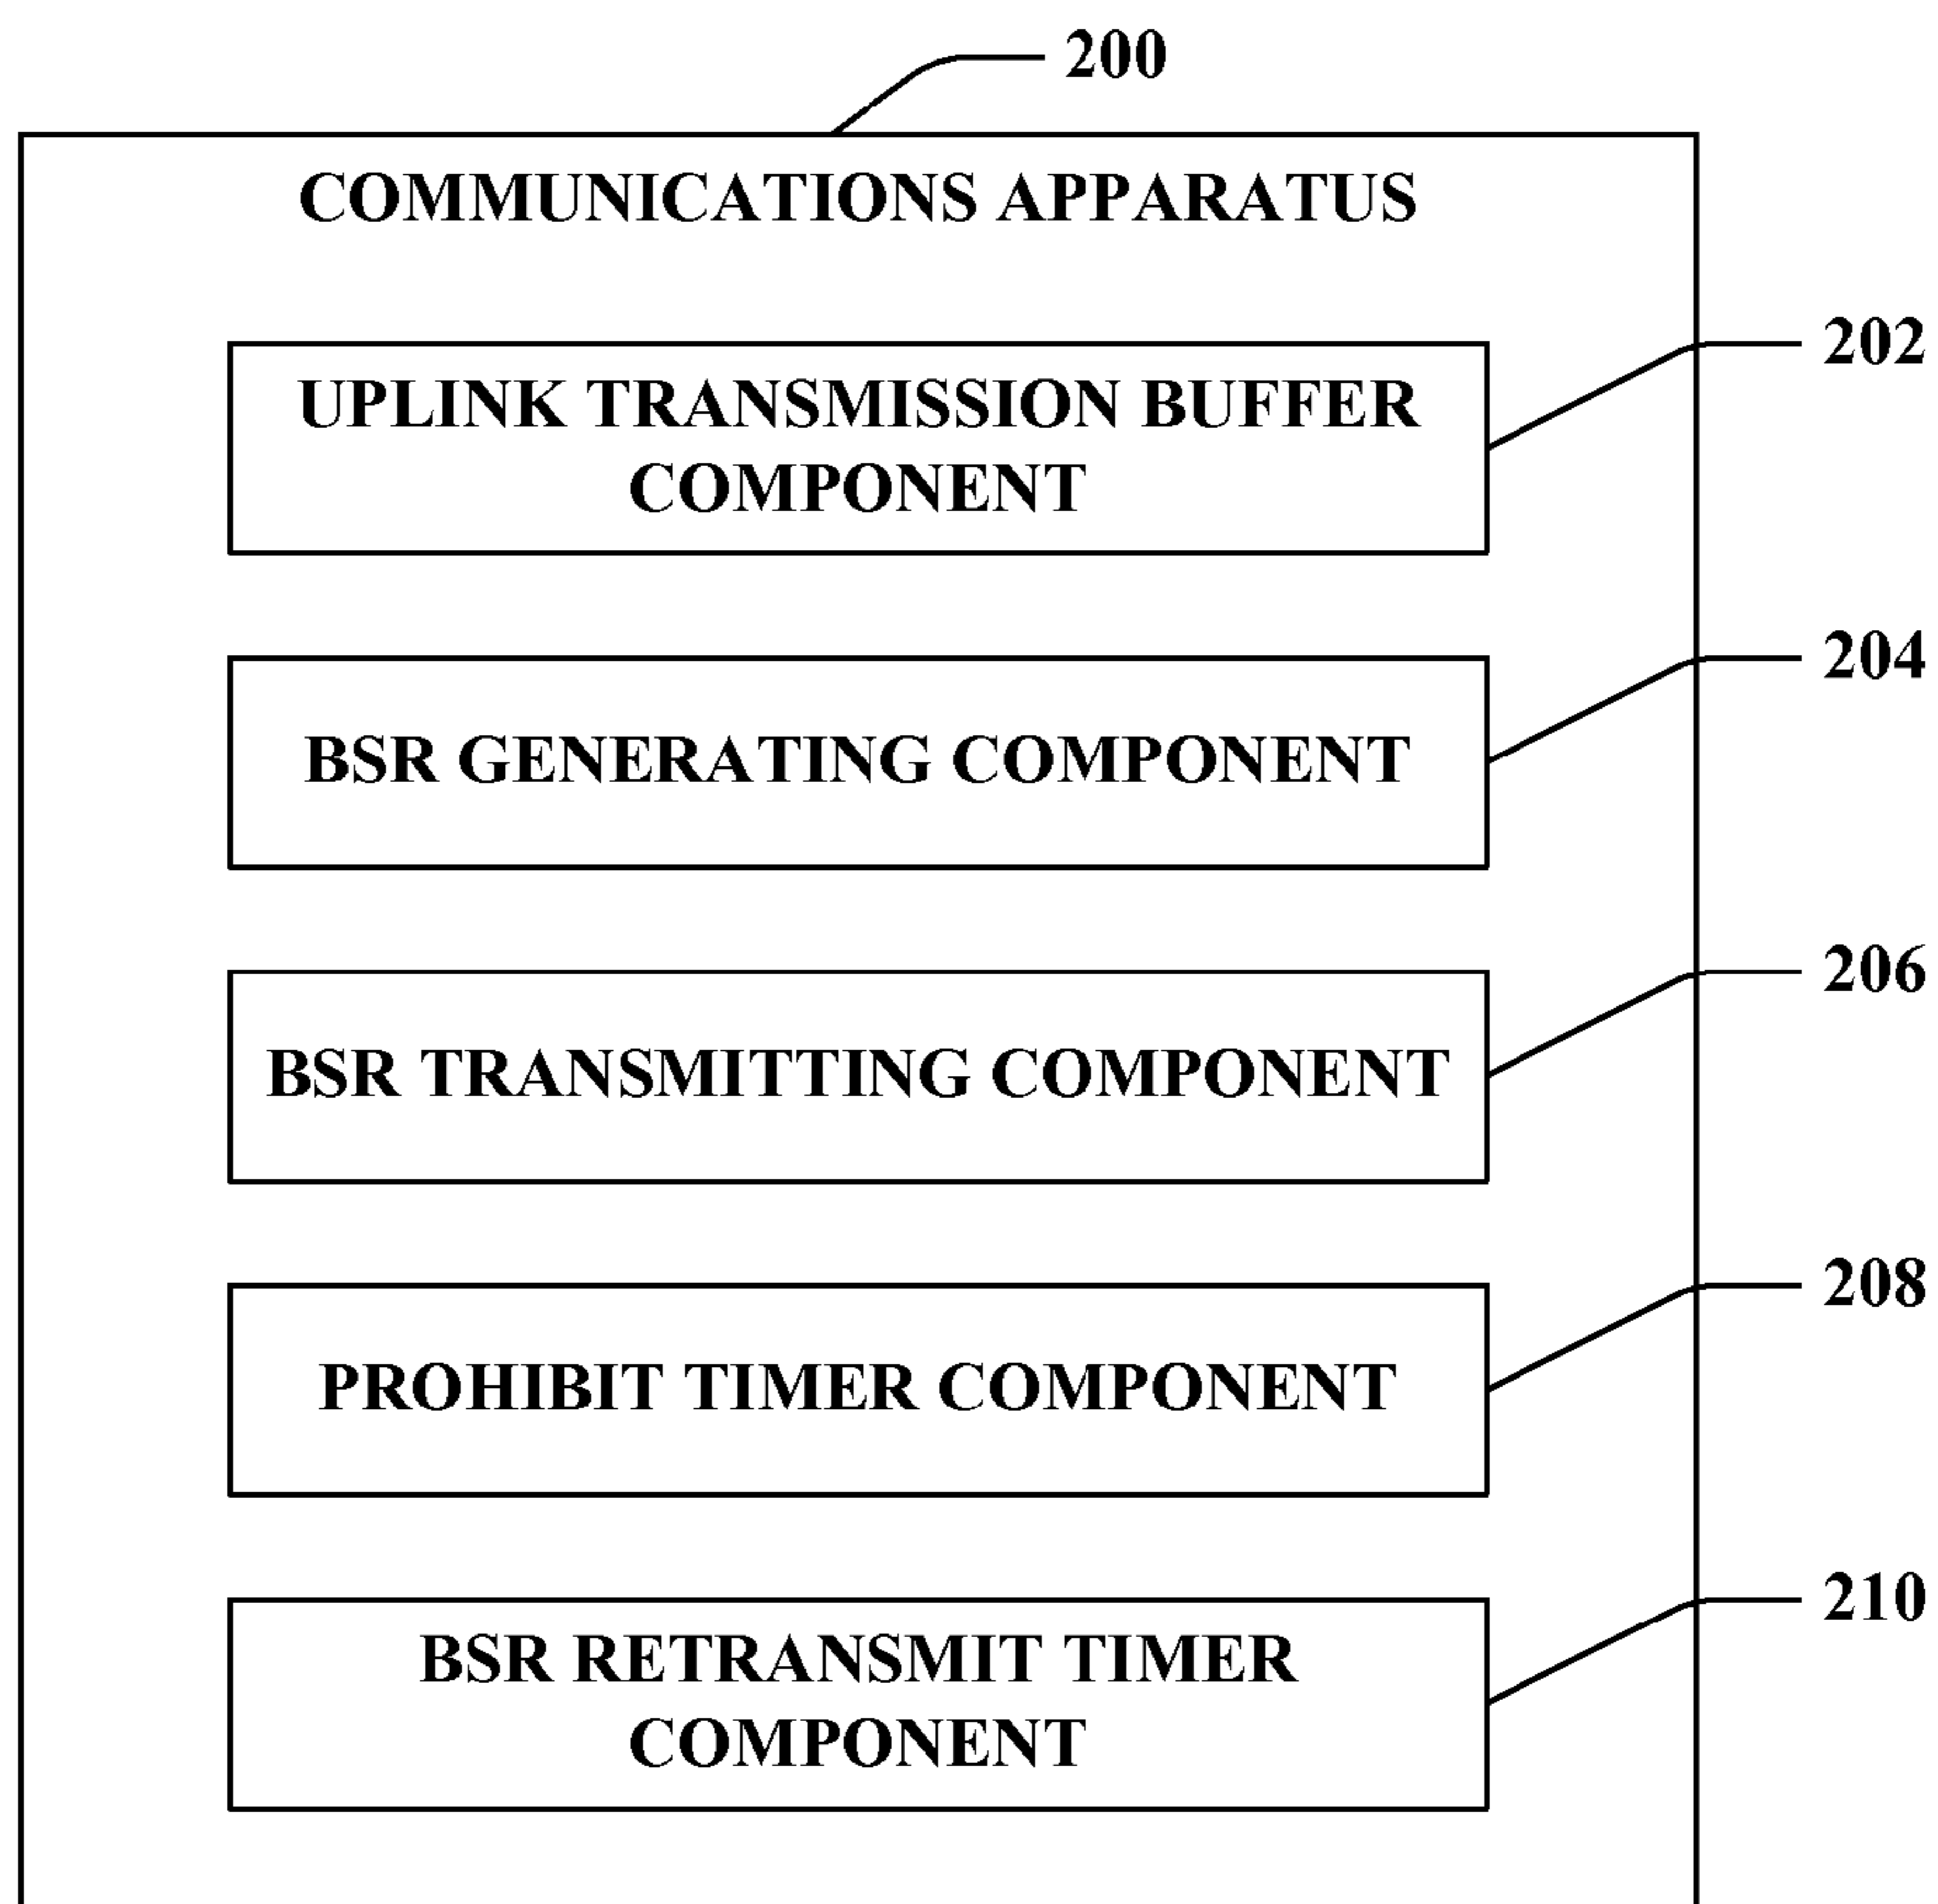 200
COMMUNICATIONS APPARATUS
202
UPLINK TRANSMISSION BUFFER
COMPONENT
204
BSR GENERATING COMPONENT
206
BSR TRANSMITTING COMPONENT
208
PROHIBIT TIMER COMPONENT
210
BSR RETRANSMIT TIMER
COMPONENT